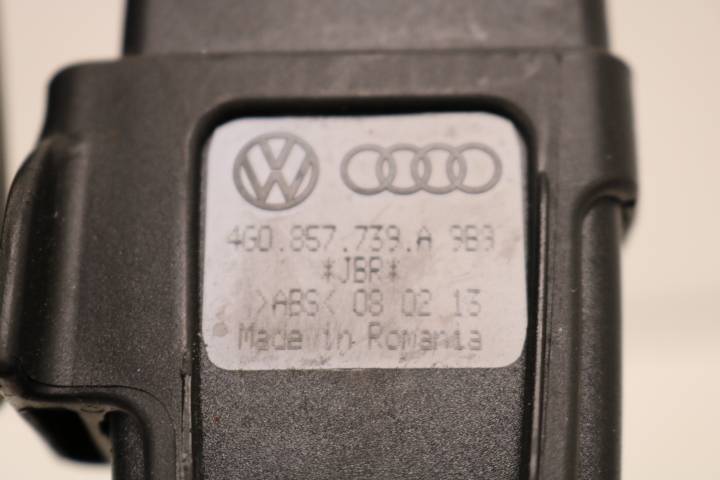 4G0.857.739.A 9B9
*JBR*
>ABS< 08 02 13
Made in Romania